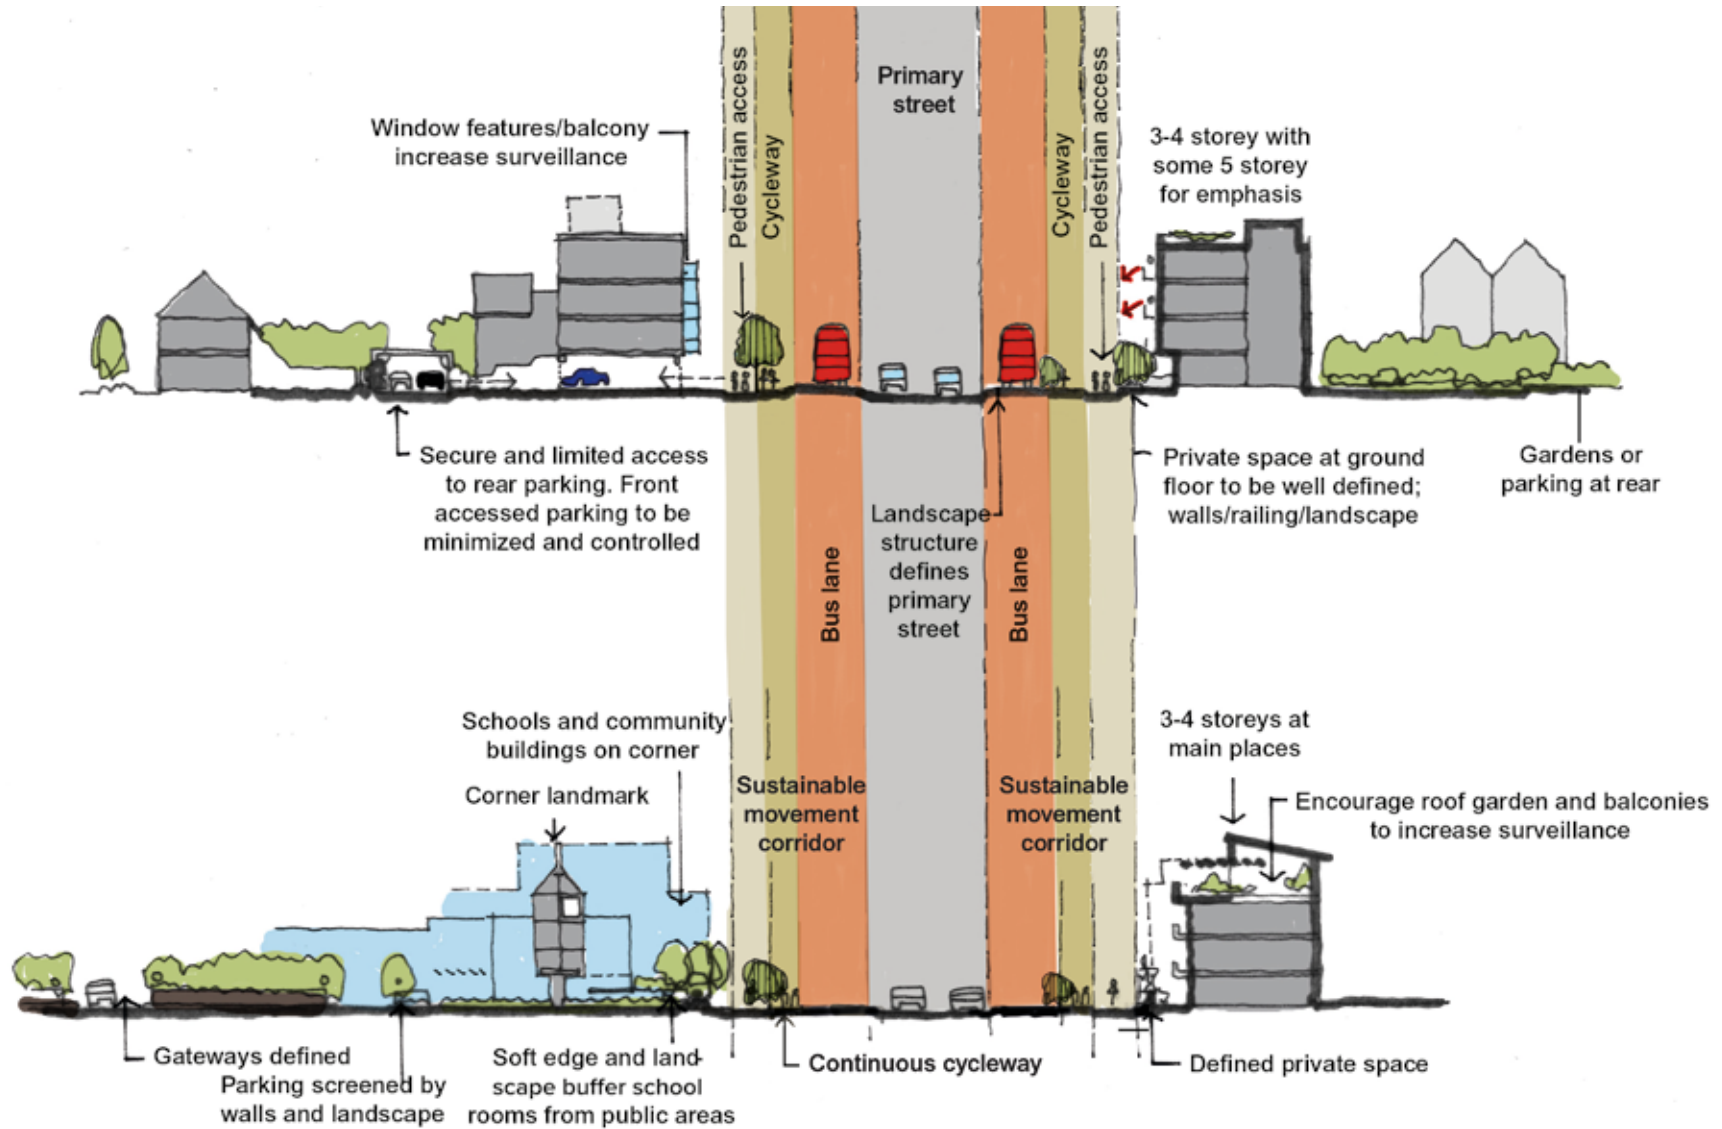 Primary
street
Pedestrian access
Cycleway
Cycleway
Pedestrian access
Window features/balcony
increase surveillance
3-4 storey with
some 5 storey
for emphasis
Secure and limited access
to rear parking. Front
accessed parking to be
minimized and controlled
Landscape
structure
defines
primary
street
Bus lane
Bus lane
Private space at ground
floor to be well defined;
walls/railing/landscape
Gardens or
parking at rear
Schools and community
buildings on corner
Corner landmark
Sustainable
movement
corridor
Sustainable
movement
corridor
3-4 storeys at
main places
Encourage roof garden and balconies
to increase surveillance
Gateways defined
Parking screened by
walls and landscape
Soft edge and land-
scape buffer school
rooms from public areas
Continuous cycleway
Defined private space